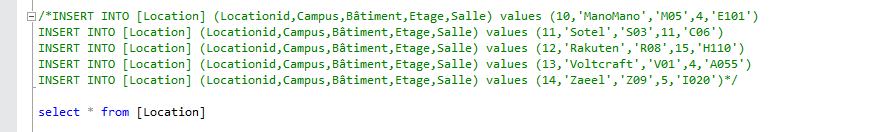 /*INSERT INTO [Location] (Locationid,Campus,Bâtiment,Etage,Salle) values (10,'ManoMano','M05',4,'E101')
INSERT INTO [Location] (Locationid,Campus,Bâtiment,Etage,Salle) values (11,'Sotel','S03',11,'C06')
INSERT INTO [Location] (Locationid,Campus,Bâtiment,Etage,Salle) values (12,'Rakuten','R08',15,'H110')
INSERT INTO [Location] (Locationid,Campus,Bâtiment,Etage,Salle) values (13,'Voltcraft','V01',4,'A055')
INSERT INTO [Location] (Locationid,Campus,Bâtiment,Etage,Salle) values (14,'Zaeel','Z09',5,'I020')*/
select * from [Location]